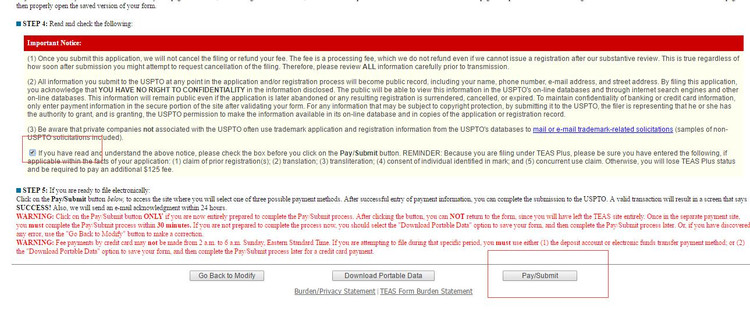 then properly open the saved version of your form.
STEP 4: Read and check the following:
Important Notice:
(1) Once you submit this application, we will not cancel the filing or refund your fee. The fee is a processing fee, which we do not refund even if we cannot issue a registration after our substantive review. This is true regardless of
how soon after submission you might attempt to request cancellation of the filing. Therefore, please review ALL information carefully prior to transmission.
(2) All information you submit to the USPTO at any point in the application and/or registration process will become public record, including your name, phone number, e-mail address, and street address. By filing this application,
you acknowledge that YOU HAVE NO RIGHT TO CONFIDENTIALITY in the information disclosed. The public will be able to view this information in the USPTO's on-line databases and through internet search engines and other
on-line databases. This information will remain public even if the application is later abandoned or any resulting registration is surrendered, cancelled, or expired. To maintain confidentiality of banking or credit card information,
only enter payment information in the secure portion of the site after validating your form. For any information that may be subject to copyright protection, by submitting it to the USPTO, the filer is representing that he or she has
the authority to grant, and is granting, the USPTO permission to make the information available in its on-line database and in copies of the application or registration record.
(3) Be aware that private companies not associated with the USPTO often use trademark application and registration information from the USPTO's databases to mail or e-mail trademark-related solicitations (samples of non-
USPTO solicitations included).
If you have read and understand the above notice, please check the box before you click on the Pay/Submit button. REMINDER: Because you are filing under TEAS Plus, please be sure you have entered the following, if
applicable within the facts of your application: (1) claim of prior registration(s); (2) translation; (3) transliteration; (4) consent of individual identified in mark; and (5) concurrent use claim. Otherwise, you will lose TEAS Plus status
and be required to pay an additional $125 fee.
STEP 5: If you are ready to file electronically:
Click on the Pay/Submit button below, to access the site where you will select one of three possible payment methods. After successful entry of payment information, you can complete the submission to the USPTO. A valid transaction will result in a screen that says
SUCCESS! Also, we will send an e-mail acknowledgment within 24 hours.
WARNING: Click on the Pay/Submit button ONLY if you are now entirely prepared to complete the Pay/Submit process. After clicking the button, you can NOT return to the form, since you will have left the TEAS site entirely. Once in the separate payment site,
you must complete the Pay/Submit process within 30 minutes. If you are not prepared to complete the process now, you should select the "Download Portable Data" option to save your form, and then complete the Pay/Submit process later. Or, if you have discovered
any error, use the "Go Back to Modify" button to make a correction.
WARNING: Fee payments by credit card may not be made from 2 a.m. to 6 a.m. Sunday, Eastern Standard Time. If you are attempting to file during that specific period, you must use either (1) the deposit account or electronic funds transfer payment method; or (2)
the "Download Portable Data" option to save your form, and then complete the Pay/Submit process later for a credit card payment.
Go Back to Modify Download Portable Data Pay/Submit
Burden/Privacy Statement | TEAS Form Burden Statement